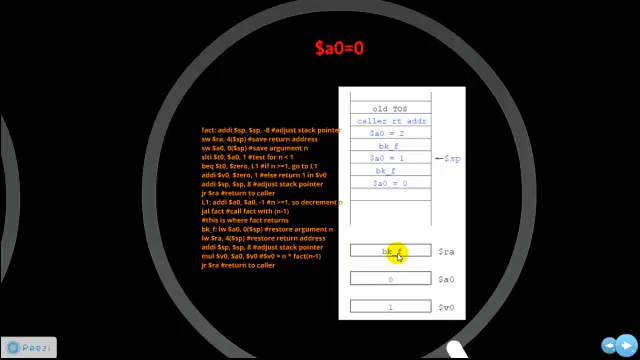 $a0=0
fact: addi $sp, $sp, -8 #adjust stack pointer
sw $ra, 4($sp) #save return address
sw $a0, 0($sp) #save argument n
slti $t0, $a0, 1 #test for n < 1
beq $t0, $zero, L1 #if n >=1, go to L1
addi $v0, $zero, 1 #else return 1 in $v0
addi $sp, $sp, 8 #adjust stack pointer
jr $ra #return to caller
L1: addi $a0, $a0, -1 #n >=1, so decrement n
jal fact #call fact with (n-1)
#this is where fact returns
bk_f: lw $a0, 0($sp) #restore argument n
lw $ra, 4($sp) #restore return address
addi $sp, $sp, 8 #adjust stack pointer
mul $v0, $a0, $v0 #$v0 = n * fact(n-1)
jr $ra #return to caller
old TOS
caller rt addr
$a0 = 2
bk_f
$a0 = 1
←$sp
bk_f
$a0 = 0
bk_f $ra
0 $a0
1 $v0
Prezi